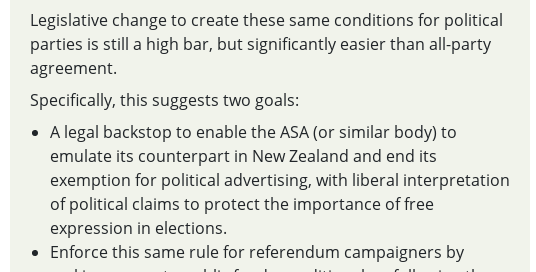 Legislative change to create these same conditions for political
parties is still a high bar, but significantly easier than all-party
agreement.
Specifically, this suggests two goals:
• A legal backstop to enable the ASA (or similar body) to
emulate its counterpart in New Zealand and end its
exemption for political advertising, with liberal interpretation
of political claims to protect the importance of free
expression in elections.
• Enforce this same rule for referendum campaigners by